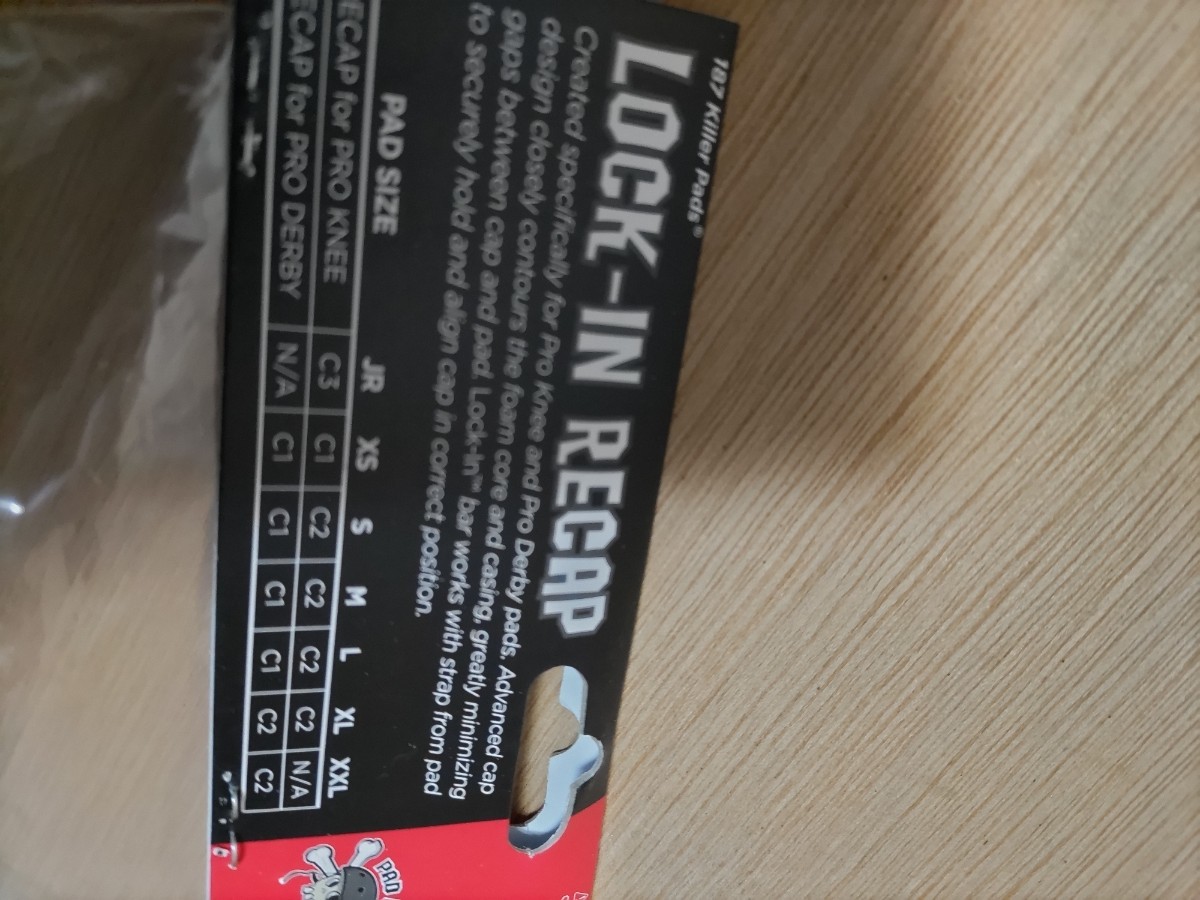 187 Killer Pads®
LOCK-IN RECAP
Created specifically for Pro Knee and Pro Derby pads. Advanced cap
design closely contours the foam core and casing, greatly minimizing
gaps between cap and pad. Lock-In™ bar works with strap from pad
to securely hold and align cap in correct position.
PAD SIZE JR XS S M L XL XXL
ECAP for PRO KNEE C3 C1 C2 C2 C2 C2 N/A
ECAP for PRO DERBY N/A C1 C1 C1 C1 C2 C2
PAD